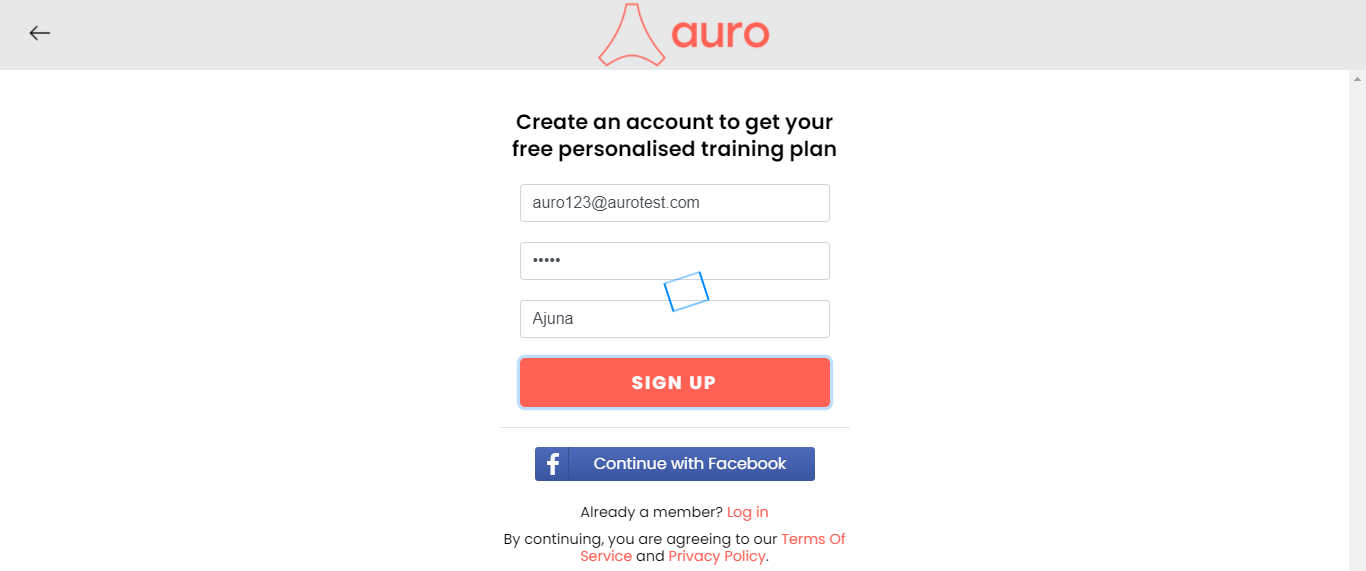 auro
Create an account to get your
free personalised training plan
auro123@aurotest.com
•••••
Ajuna
SIGN UP
f Continue with Facebook
Already a member? Log in
By continuing, you are agreeing to our Terms Of
Service and Privacy Policy.